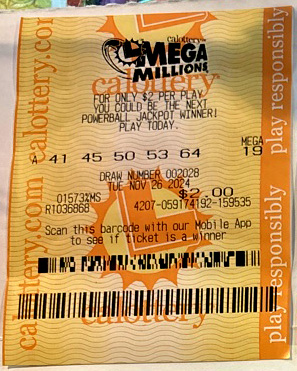 calottery
MEGA
MILLIONS
calottery
FOR ONLY $2 PER PLAY
YOU COULD BE THE NEXT
POWERBALL JACKPOT WINNER!
PLAY TODAY.
MEGA
A 41 45 50 53 64 19
DRAW NUMBER 002028
TUE NOV 26 2024
$2.00
4207-059174192-159535
Scan this barcode with our Mobile App
to see if ticket is a winner
calottery
calottery.com
calottery.com
play responsibly
play responsibly